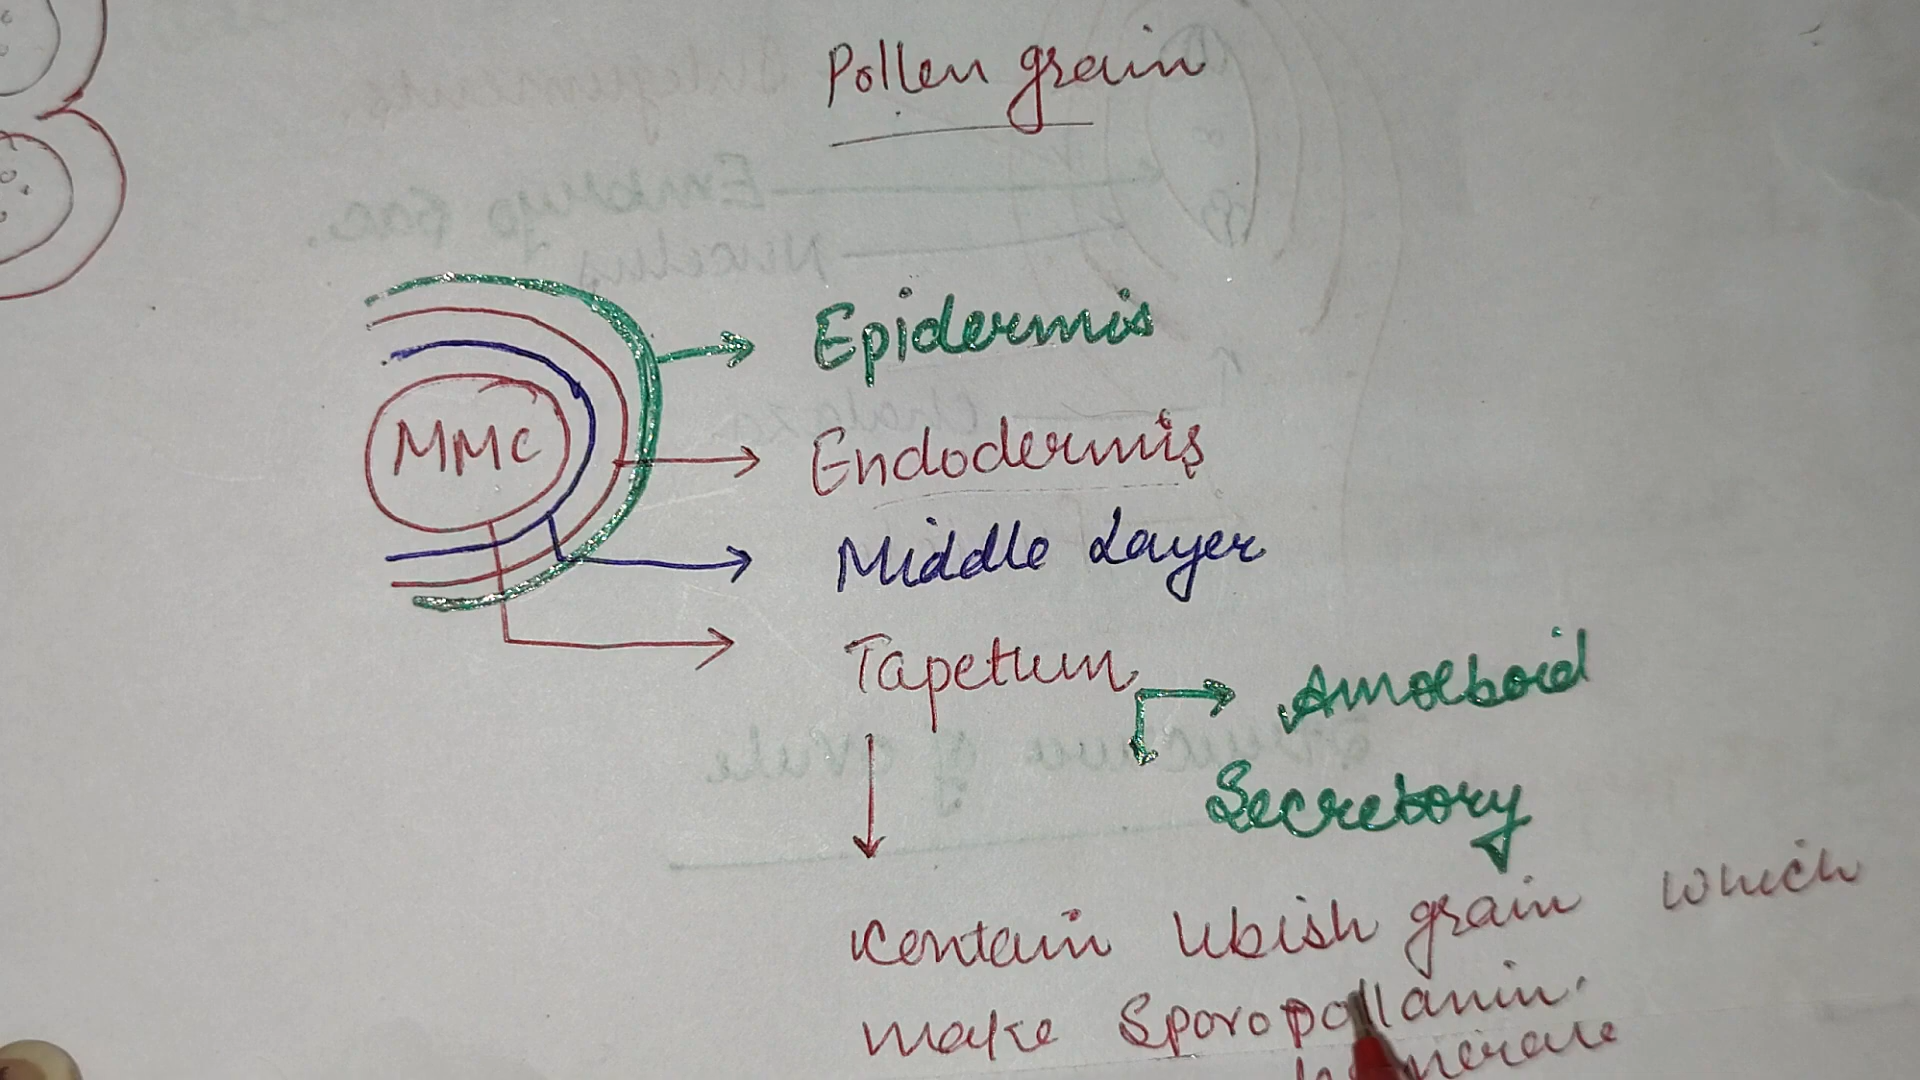 Pollen grain
MMC
Epidermis
Endodermis
Middle Layer
Tapetum
Amoeboid
Secretory
Contain Ubish grain which
make Sporopollanin.